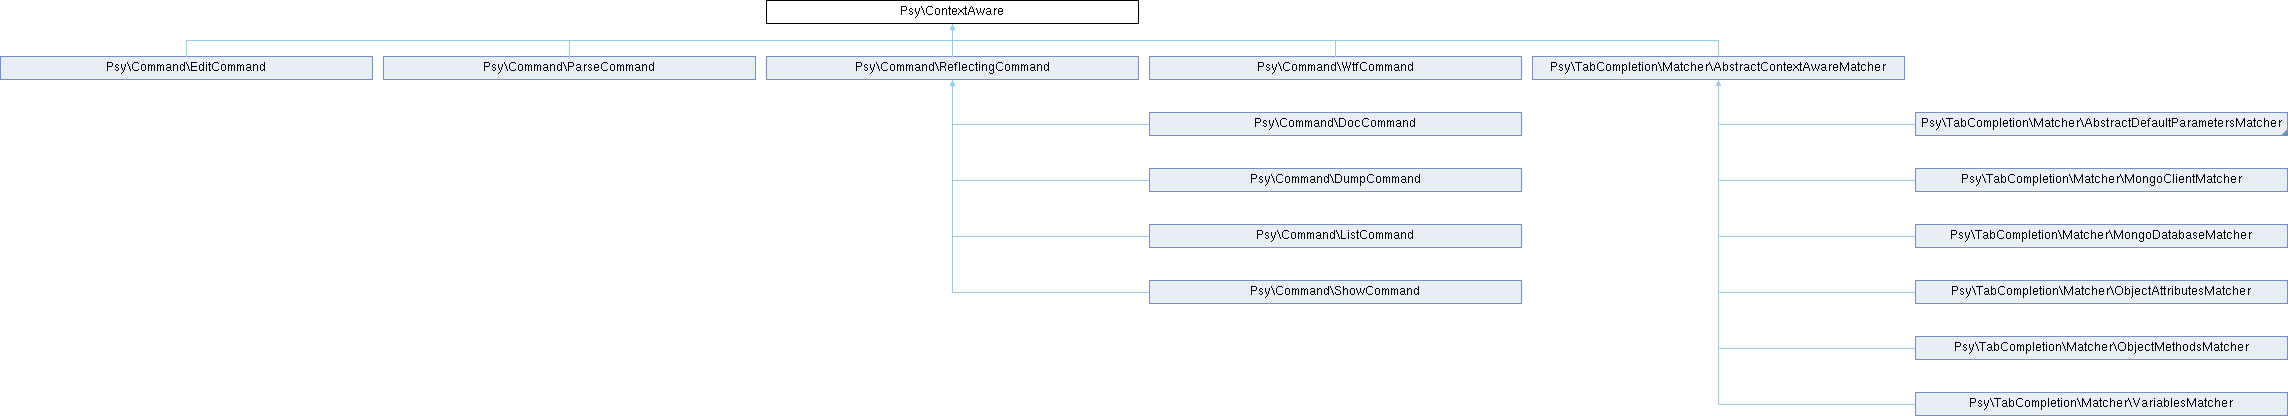 Psy\ContextAware
Psy\Command\EditCommand
Psy\Command\ParseCommand
Psy\Command\ReflectingCommand
Psy\Command\WtfCommand
Psy\TabCompletion\Matcher\AbstractContextAwareMatcher
Psy\Command\DocCommand
Psy\TabCompletion\Matcher\AbstractDefaultParametersMatcher
Psy\Command\DumpCommand
Psy\TabCompletion\Matcher\MongoClientMatcher
Psy\Command\ListCommand
Psy\TabCompletion\Matcher\MongoDatabaseMatcher
Psy\Command\ShowCommand
Psy\TabCompletion\Matcher\ObjectAttributesMatcher
Psy\TabCompletion\Matcher\ObjectMethodsMatcher
Psy\TabCompletion\Matcher\VariablesMatcher